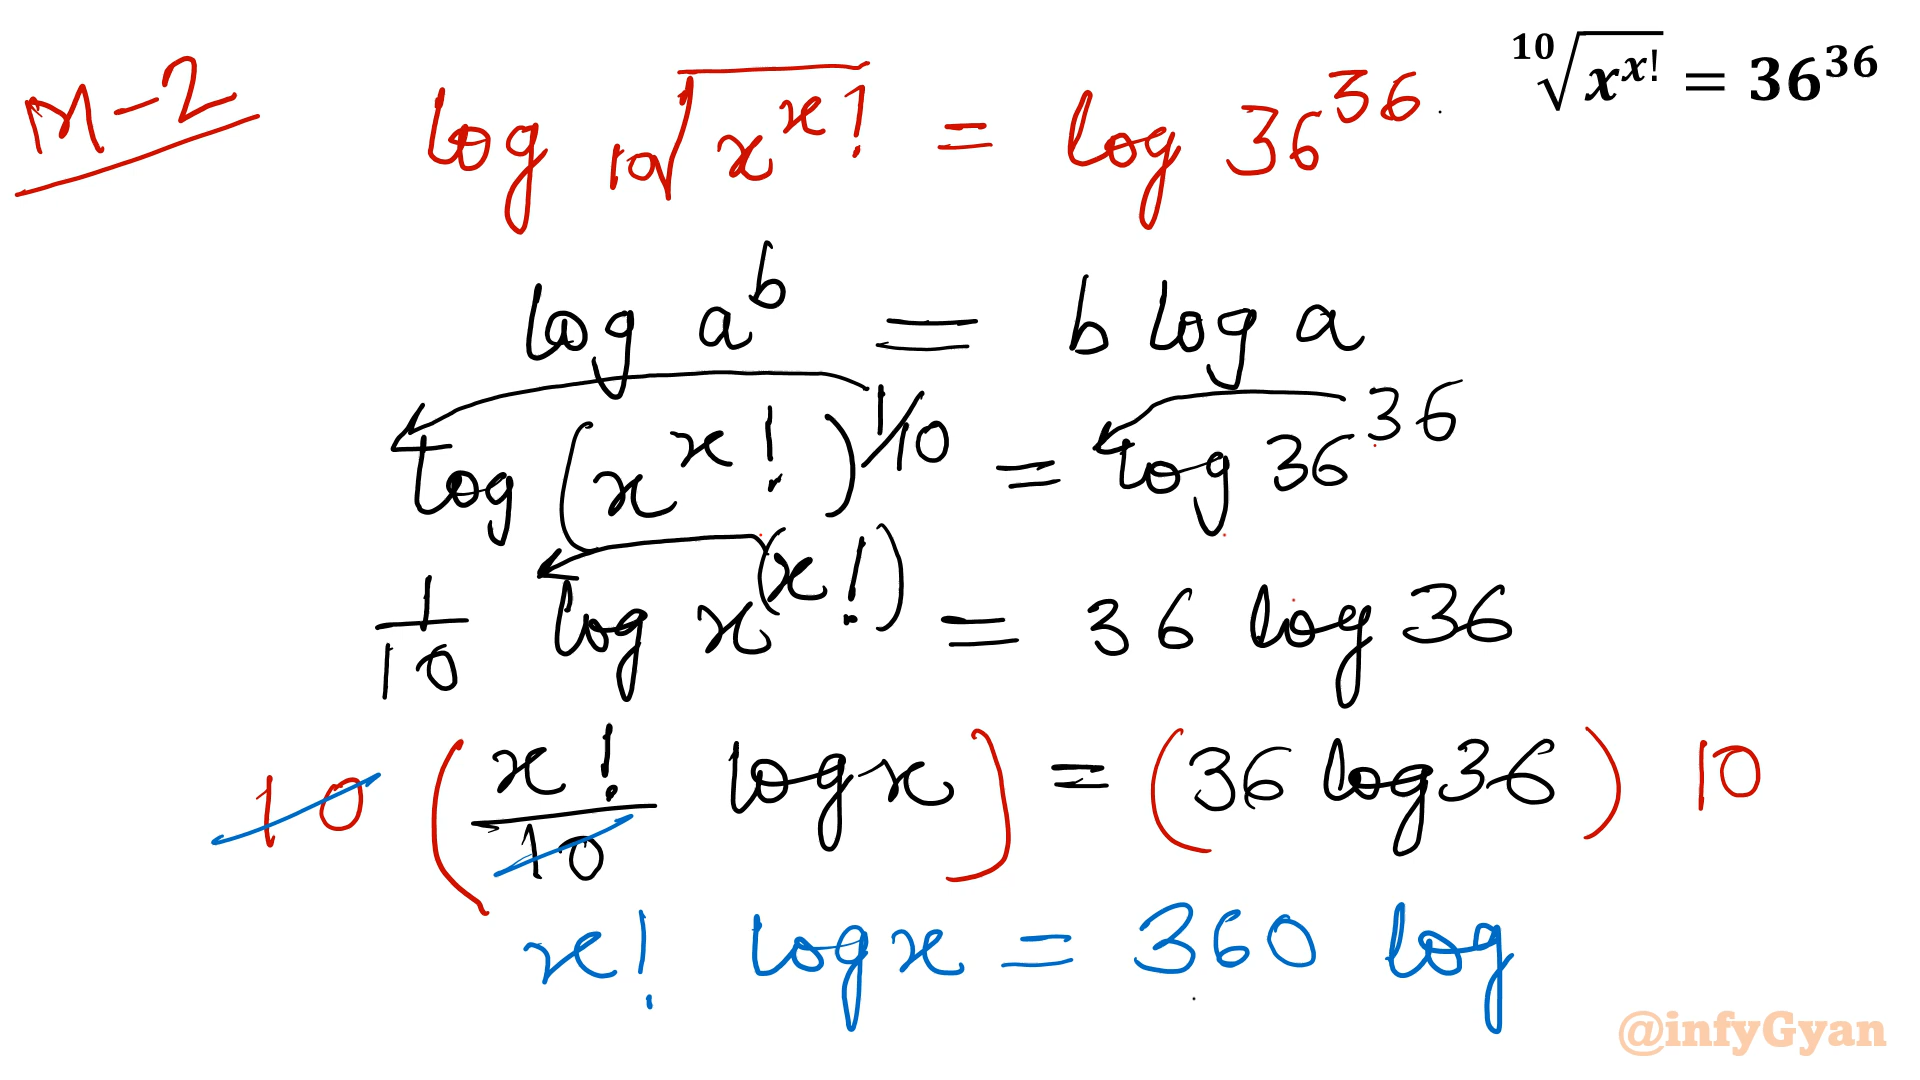 M-2
log ¹⁰√(x^x!) = log 36^36
¹⁰√(x^x!) = 36^36
log a^b = b log a
log (x^x!)^1/10 = log 36^36
1/10 log x^(x!) = 36 log 36
10 (x!/10 log x) = (36 log 36) 10
x! log x = 360 log
@infyGyan